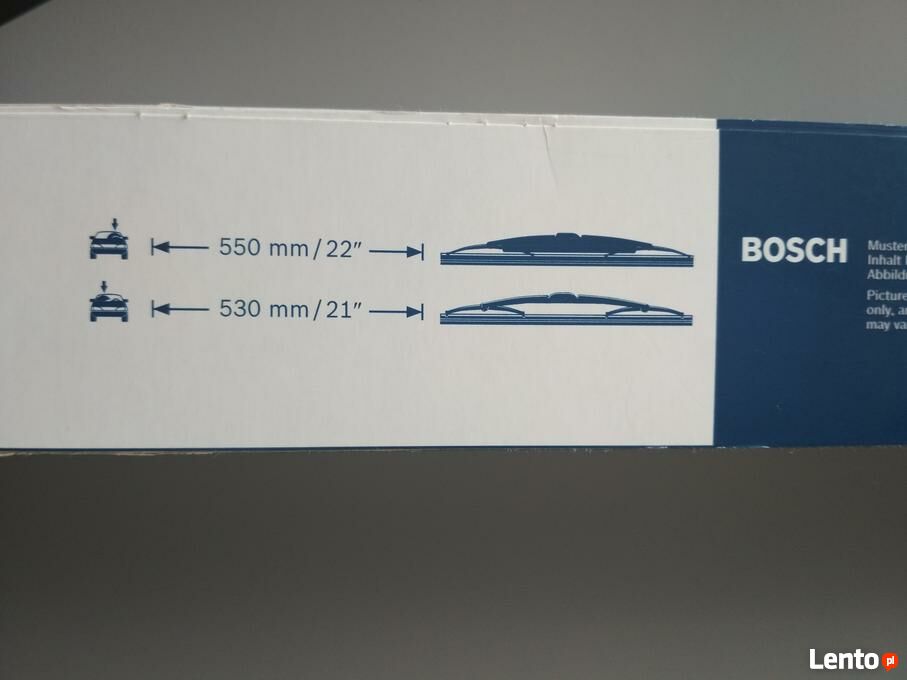 550 mm/22"
530 mm/21"
BOSCH
Muster
Inhalt
Abbild
Picture
only, a
may va
Lento pl